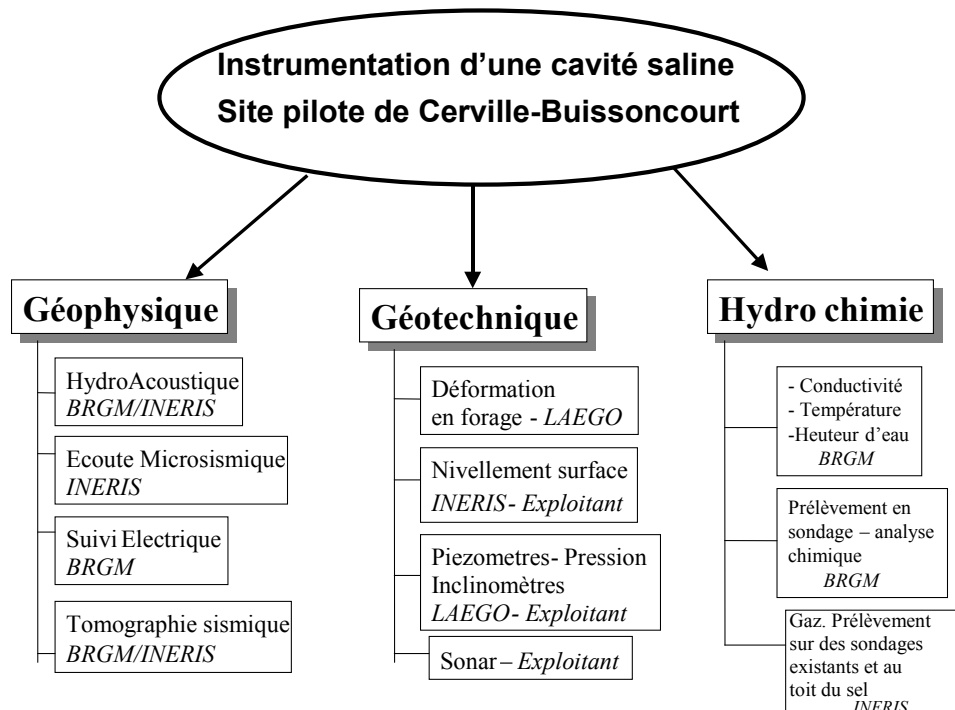 Instrumentation d’une cavité saline
Site pilote de Cerville-Buissoncourt
Géophysique
HydroAcoustique
BRGM/INERIS
Ecoute Microsismique
INERIS
Suivi Electrique
BRGM
Tomographie sismique
BRGM/INERIS
Géotechnique
Déformation
en forage - LAEGO
Nivellement surface
INERIS- Exploitant
Piezometres- Pression
Inclinomètres
LAEGO- Exploitant
Sonar – Exploitant
Hydro chimie
- Conductivité
- Température
-Heuteur d’eau
BRGM
Prélèvement en
sondage – analyse
chimique
BRGM
Gaz. Prélèvement
sur des sondages
existants et au
toit du sel
INERIS